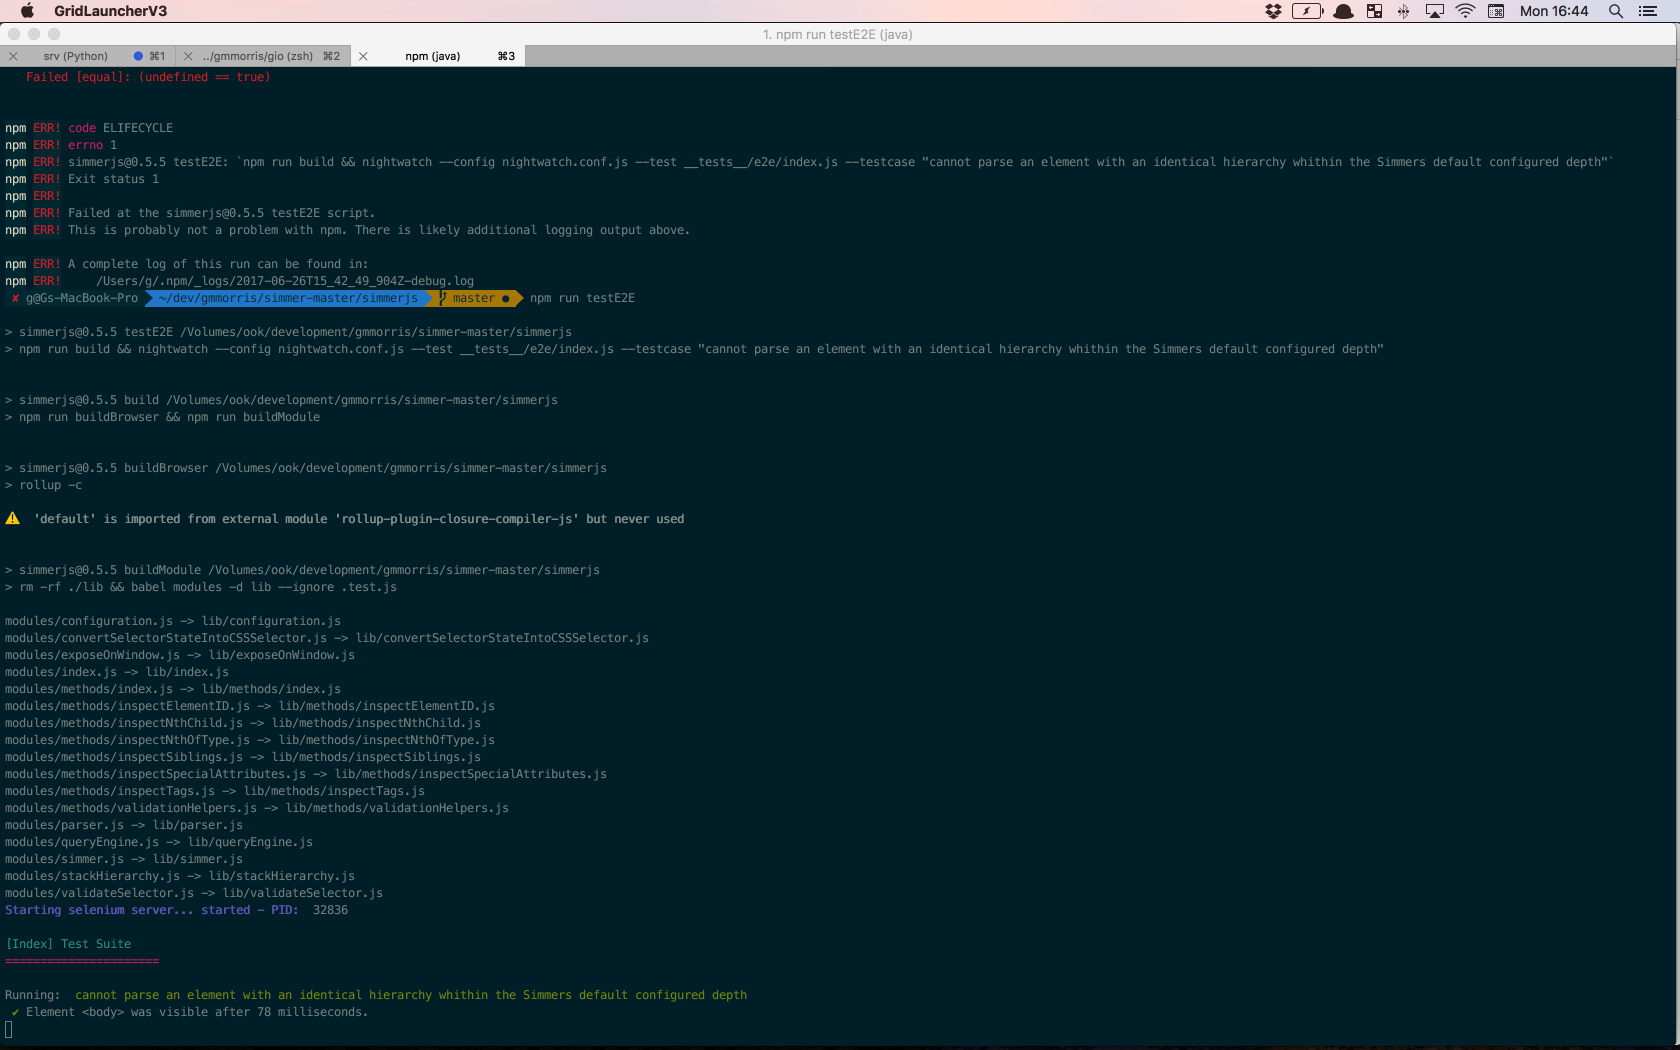 GridLauncherV3
Mon 16:44
1. npm run testE2E (java)
srv (Python) ⌘1
../gmmorris/gio (zsh) ⌘2
npm (java) ⌘3
Failed [equal]: (undefined == true)
npm ERR! code ELIFECYCLE
npm ERR! errno 1
npm ERR! simmerjs@0.5.5 testE2E: `npm run build && nightwatch --config nightwatch.conf.js --test __tests__/e2e/index.js --testcase "cannot parse an element with an identical hierarchy whithin the Simmers default configured depth"`
npm ERR! Exit status 1
npm ERR!
npm ERR! Failed at the simmerjs@0.5.5 testE2E script.
npm ERR! This is probably not a problem with npm. There is likely additional logging output above.
npm ERR! A complete log of this run can be found in:
npm ERR!     /Users/g/.npm/_logs/2017-06-26T15_42_49_904Z-debug.log
✘ g@Gs-MacBook-Pro ~/dev/gmmorris/simmer-master/simmerjs master ● npm run testE2E
> simmerjs@0.5.5 testE2E /Volumes/ook/development/gmmorris/simmer-master/simmerjs
> npm run build && nightwatch --config nightwatch.conf.js --test __tests__/e2e/index.js --testcase "cannot parse an element with an identical hierarchy whithin the Simmers default configured depth"
> simmerjs@0.5.5 build /Volumes/ook/development/gmmorris/simmer-master/simmerjs
> npm run buildBrowser && npm run buildModule
> simmerjs@0.5.5 buildBrowser /Volumes/ook/development/gmmorris/simmer-master/simmerjs
> rollup -c
⚠ 'default' is imported from external module 'rollup-plugin-closure-compiler-js' but never used
> simmerjs@0.5.5 buildModule /Volumes/ook/development/gmmorris/simmer-master/simmerjs
> rm -rf ./lib && babel modules -d lib --ignore .test.js
modules/configuration.js -> lib/configuration.js
modules/convertSelectorStateIntoCSSSelector.js -> lib/convertSelectorStateIntoCSSSelector.js
modules/exposeOnWindow.js -> lib/exposeOnWindow.js
modules/index.js -> lib/index.js
modules/methods/index.js -> lib/methods/index.js
modules/methods/inspectElementID.js -> lib/methods/inspectElementID.js
modules/methods/inspectNthChild.js -> lib/methods/inspectNthChild.js
modules/methods/inspectNthOfType.js -> lib/methods/inspectNthOfType.js
modules/methods/inspectSiblings.js -> lib/methods/inspectSiblings.js
modules/methods/inspectSpecialAttributes.js -> lib/methods/inspectSpecialAttributes.js
modules/methods/inspectTags.js -> lib/methods/inspectTags.js
modules/methods/validationHelpers.js -> lib/methods/validationHelpers.js
modules/parser.js -> lib/parser.js
modules/queryEngine.js -> lib/queryEngine.js
modules/simmer.js -> lib/simmer.js
modules/stackHierarchy.js -> lib/stackHierarchy.js
modules/validateSelector.js -> lib/validateSelector.js
Starting selenium server... started - PID:  32836
[Index] Test Suite
======================
Running:  cannot parse an element with an identical hierarchy whithin the Simmers default configured depth
✔ Element <body> was visible after 78 milliseconds.